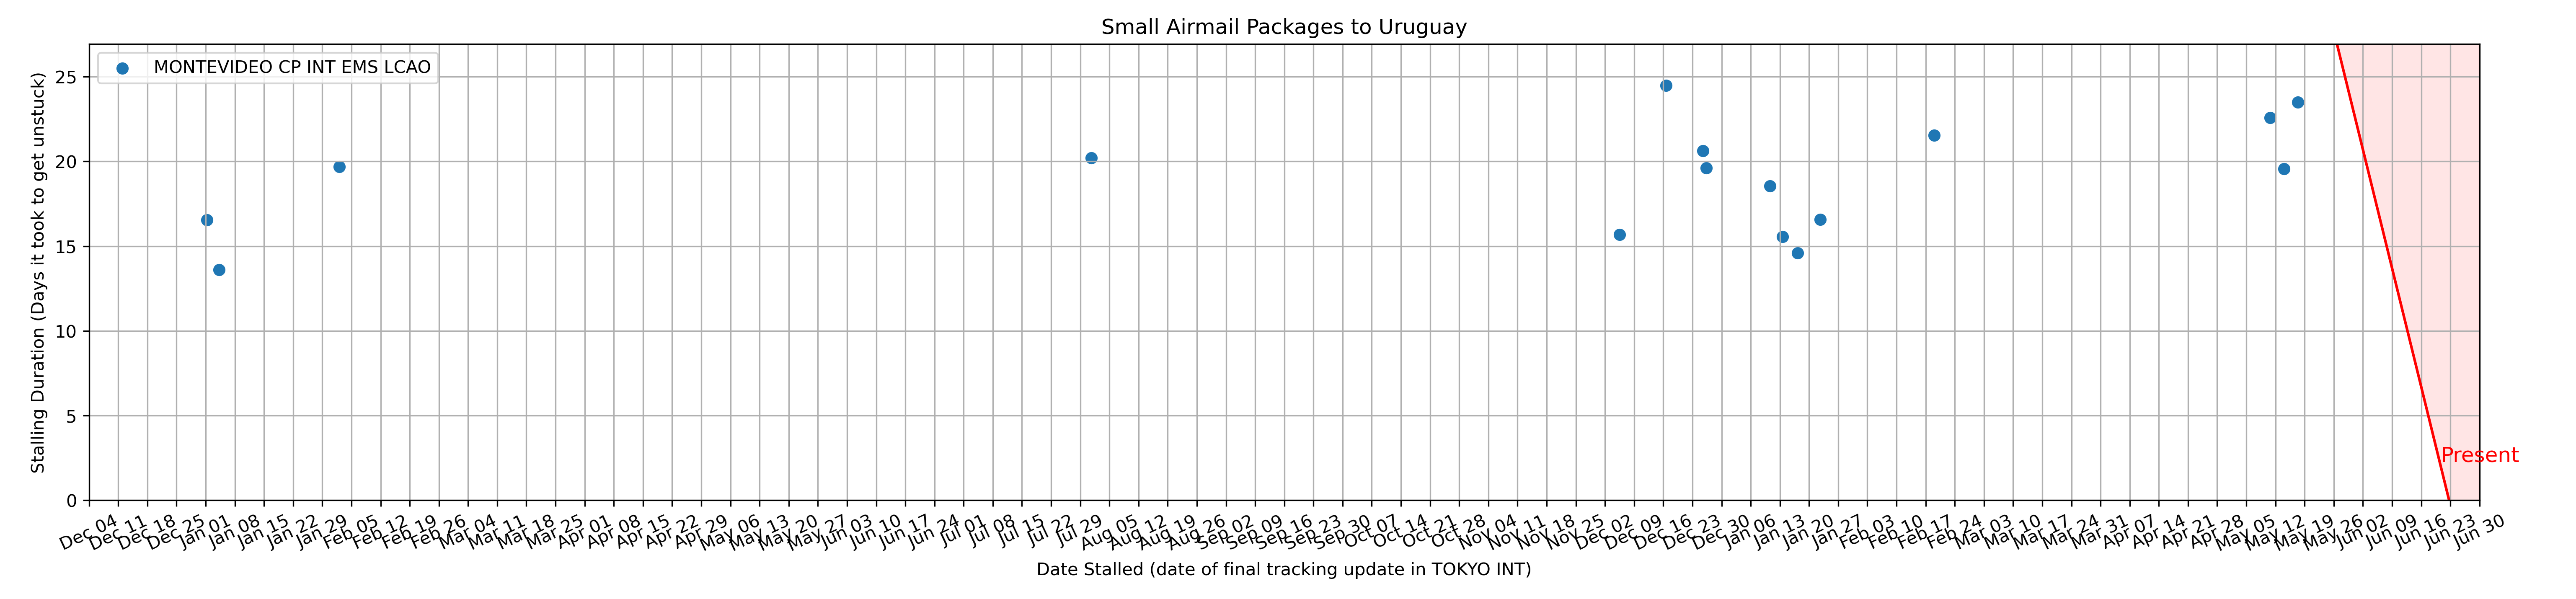 Small Airmail Packages to Uruguay
MONTEVIDEO CP INT EMS LCAO
Stalling Duration (Days it took to get unstuck)
25
20
15
10
5
0
Present
Dec 04
Dec 11
Dec 18
Dec 25
Jan 01
Jan 08
Jan 15
Jan 22
Jan 29
Feb 05
Feb 12
Feb 19
Feb 26
Mar 04
Mar 11
Mar 18
Mar 25
Apr 01
Apr 08
Apr 15
Apr 22
Apr 29
May 06
May 13
May 20
May 27
Jun 03
Jun 10
Jun 17
Jun 24
Jul 01
Jul 08
Jul 15
Jul 22
Jul 29
Aug 05
Aug 12
Aug 19
Aug 26
Sep 02
Sep 09
Sep 16
Sep 23
Sep 30
Oct 07
Oct 14
Oct 21
Oct 28
Nov 04
Nov 11
Nov 18
Nov 25
Dec 02
Dec 09
Dec 16
Dec 23
Dec 30
Jan 06
Jan 13
Jan 20
Jan 27
Feb 03
Feb 10
Feb 17
Feb 24
Mar 03
Mar 10
Mar 17
Mar 24
Mar 31
Apr 07
Apr 14
Apr 21
Apr 28
May 05
May 12
May 19
May 26
Jun 02
Jun 09
Jun 16
Jun 23
Jun 30
Date Stalled (date of final tracking update in TOKYO INT)